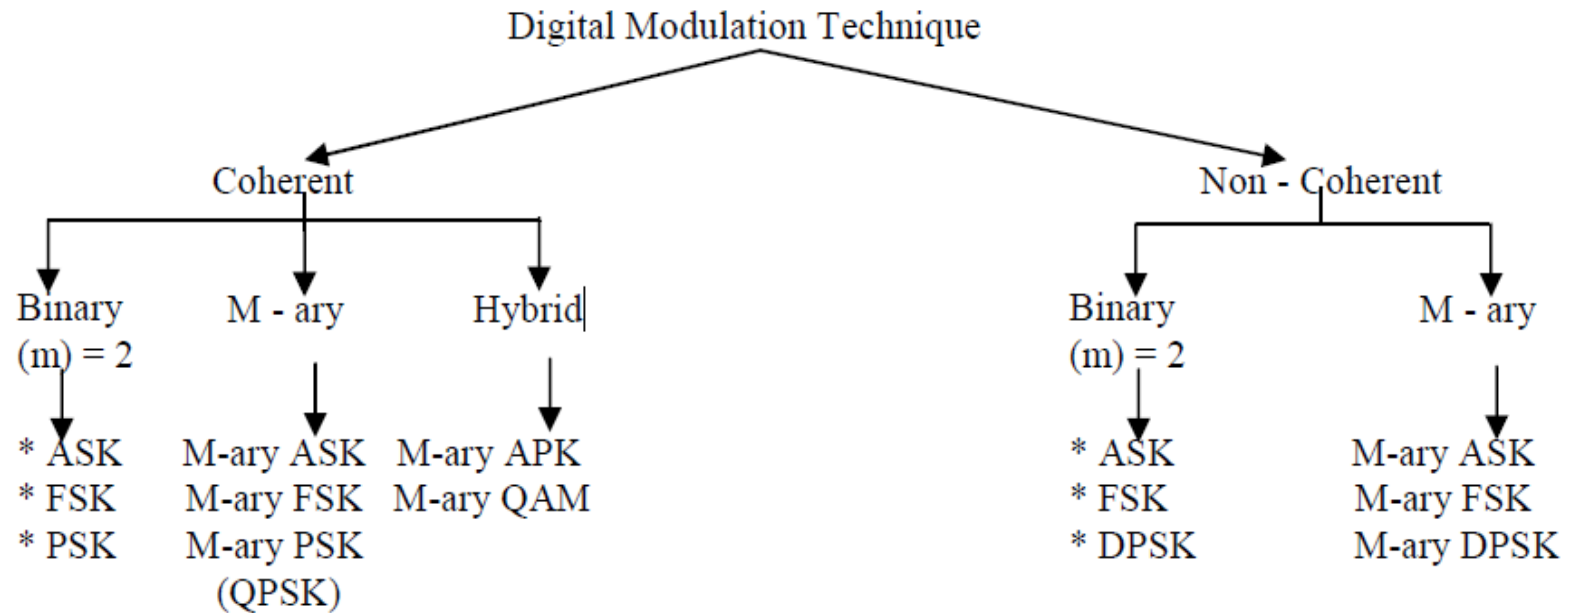 Digital Modulation Technique
Coherent
Non - Coherent
Binary
(m) = 2
M - ary
Hybrid
Binary
(m) = 2
M - ary
* ASK
* FSK
* PSK
M-ary ASK
M-ary FSK
M-ary PSK
(QPSK)
M-ary APK
M-ary QAM
* ASK
* FSK
* DPSK
M-ary ASK
M-ary FSK
M-ary DPSK